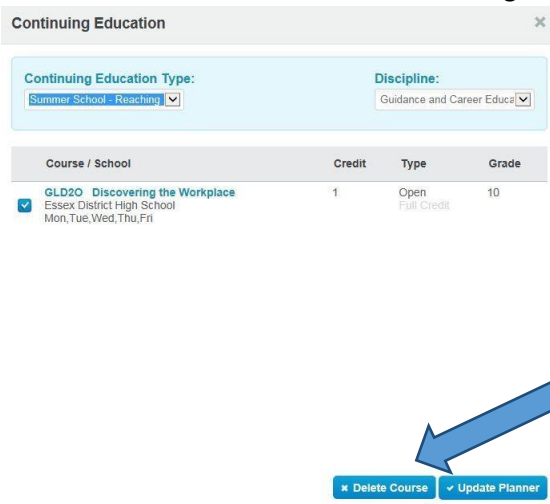 Continuing Education ×
Continuing Education Type: Discipline:
Summer School - Reaching Guidance and Career Educa
Course / School Credit Type Grade
GLD2O Discovering the Workplace 1 Open 10
Essex District High School Full Credit
Mon,Tue,Wed,Thu,Fri
× Delete Course ✓ Update Planner